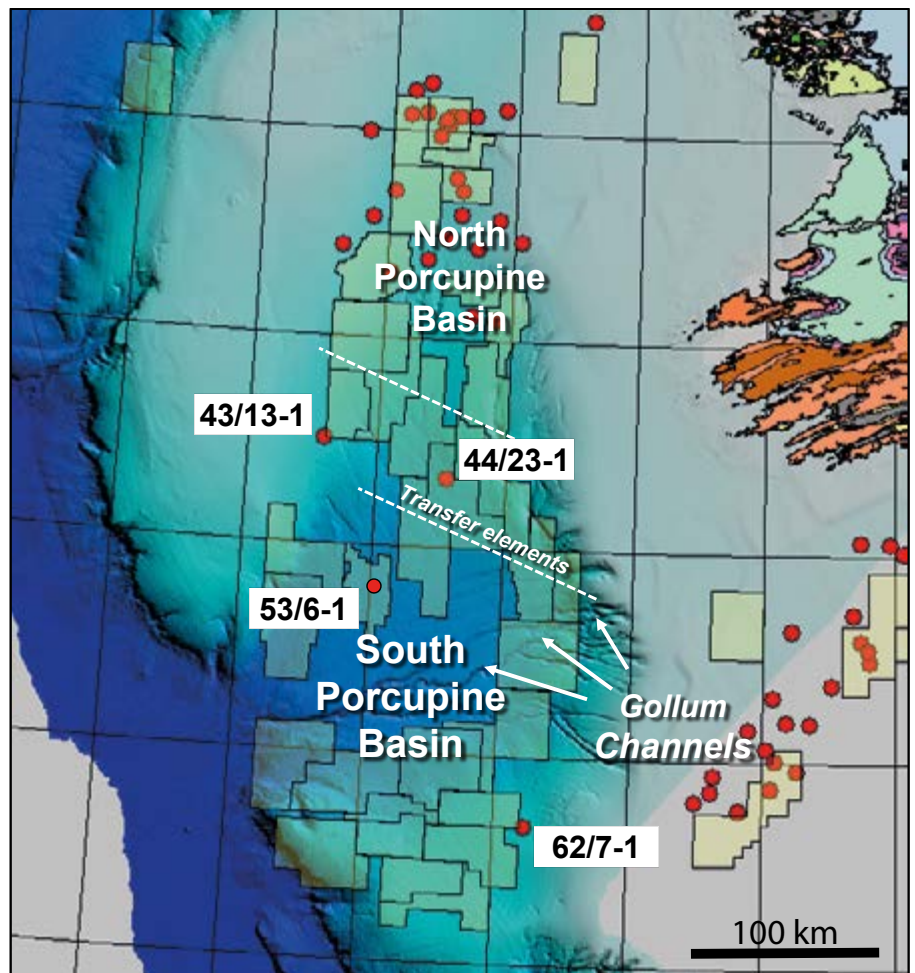 North
Porcupine
Basin
43/13-1
44/23-1
Transfer elements
53/6-1
South
Porcupine
Basin
Gollum
Channels
62/7-1
100 km